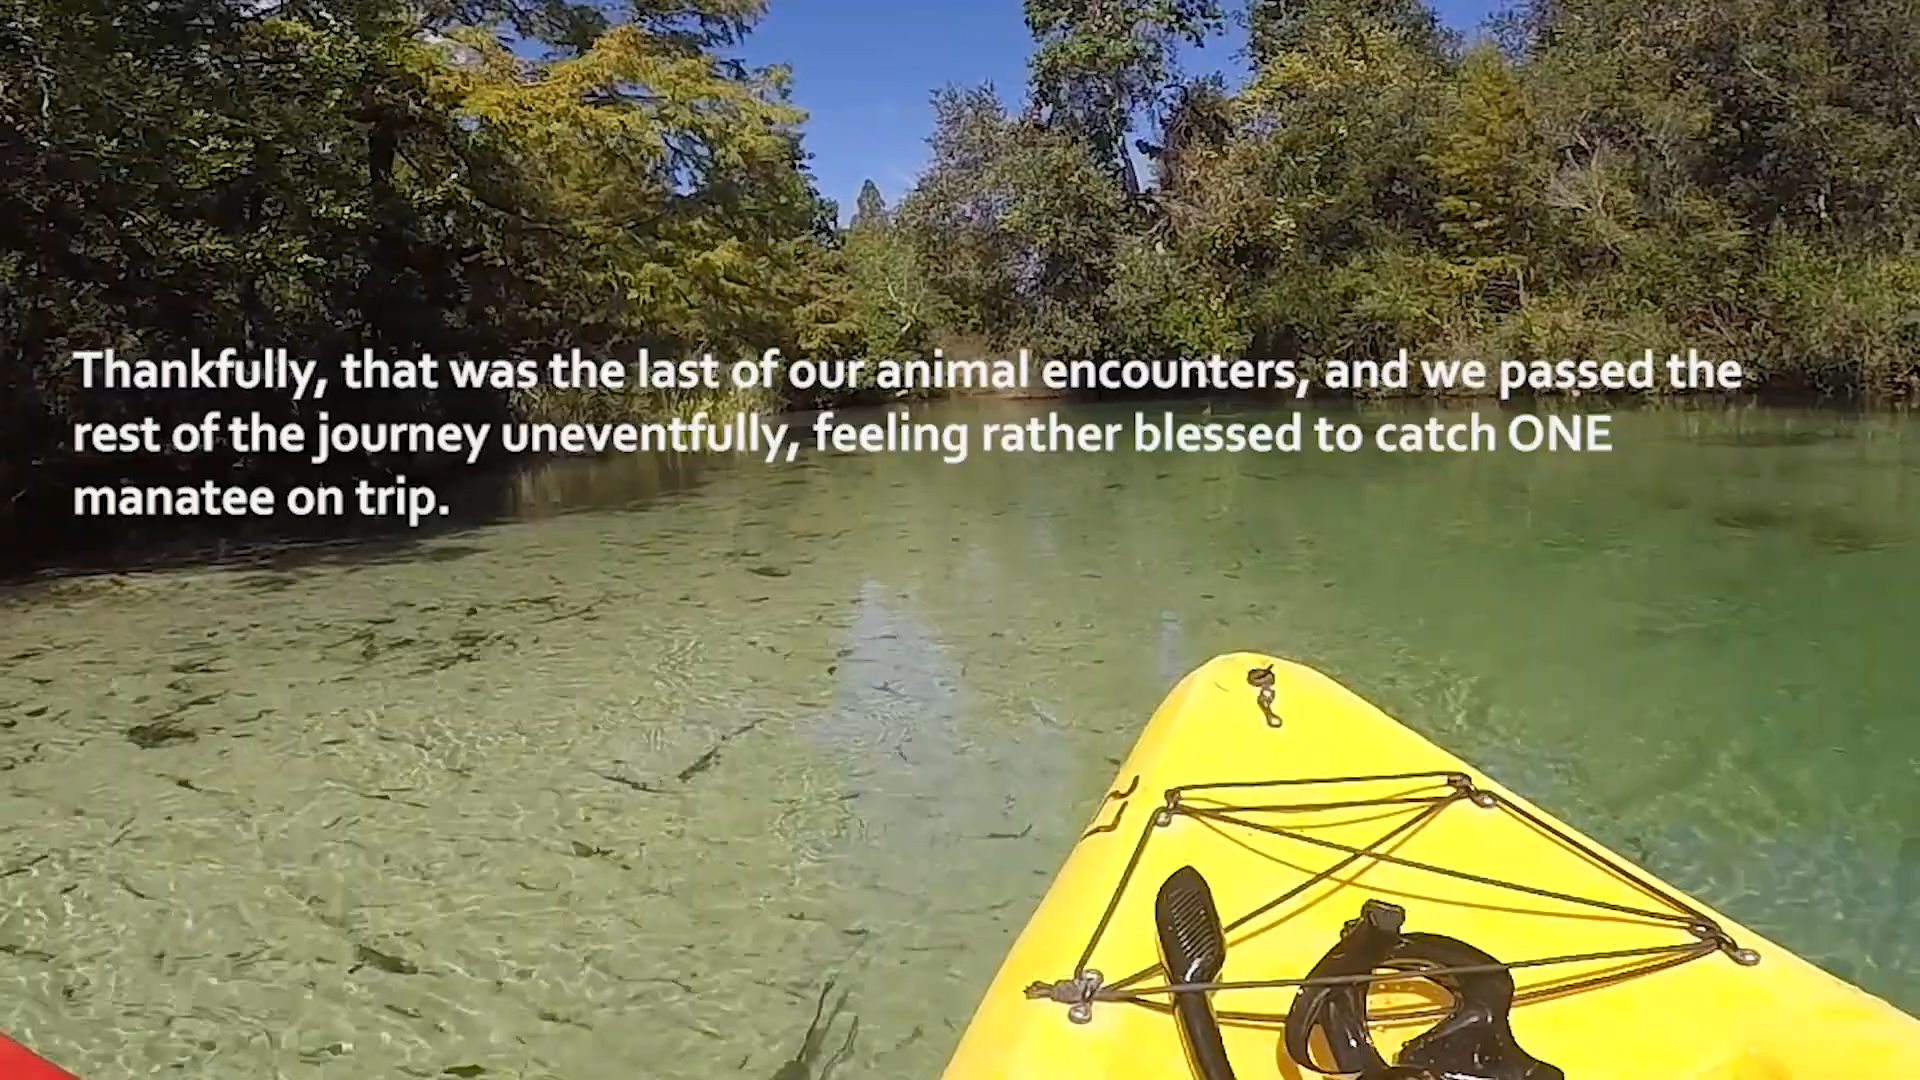 Thankfully, that was the last of our animal encounters, and we passed the
rest of the journey uneventfully, feeling rather blessed to catch ONE
manatee on trip.